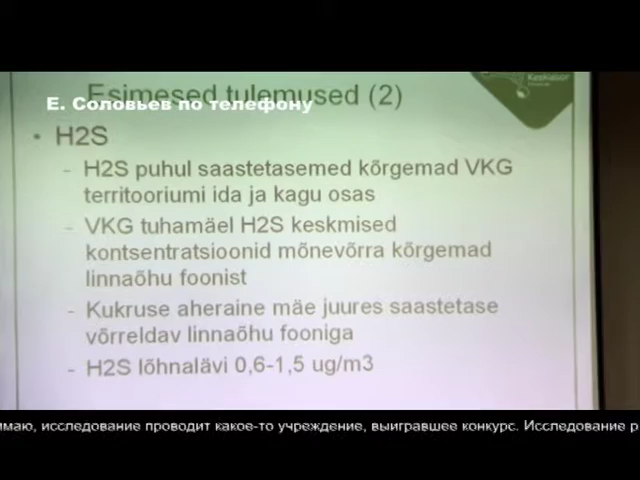 Esimesed tulemused (2)
Е. Соловьев по телефону
• H2S
- H2S puhul saastetasemed kõrgemad VKG
territooriumi ida ja kagu osas
- VKG tuhamäel H2S keskmised
kontsentratsioonid mõnevõrra kõrgemad
linnaõhu foonist
- Kukruse aheraine mäe juures saastetase
võrreldav linnaõhu fooniga
- H2S lõhnalävi 0,6-1,5 ug/m3
имаю, исследование проводит какое-то учреждение, выигравшее конкурс. Исследование р